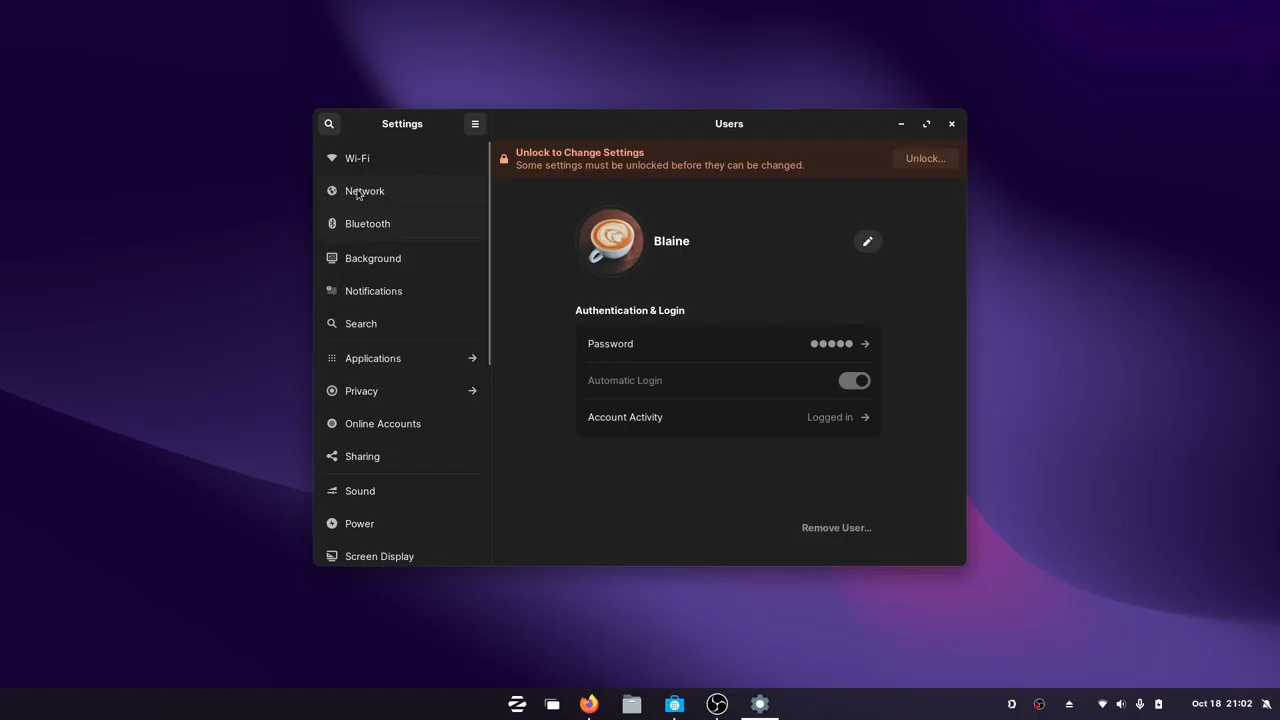 Settings
Users
Wi-Fi
Network
Bluetooth
Background
Notifications
Search
Applications
Privacy
Online Accounts
Sharing
Sound
Power
Screen Display
Unlock to Change Settings
Some settings must be unlocked before they can be changed.
Unlock...
Blaine
Authentication & Login
Password
Automatic Login
Account Activity Logged in
Remove User...
D
Oct 18 21:02